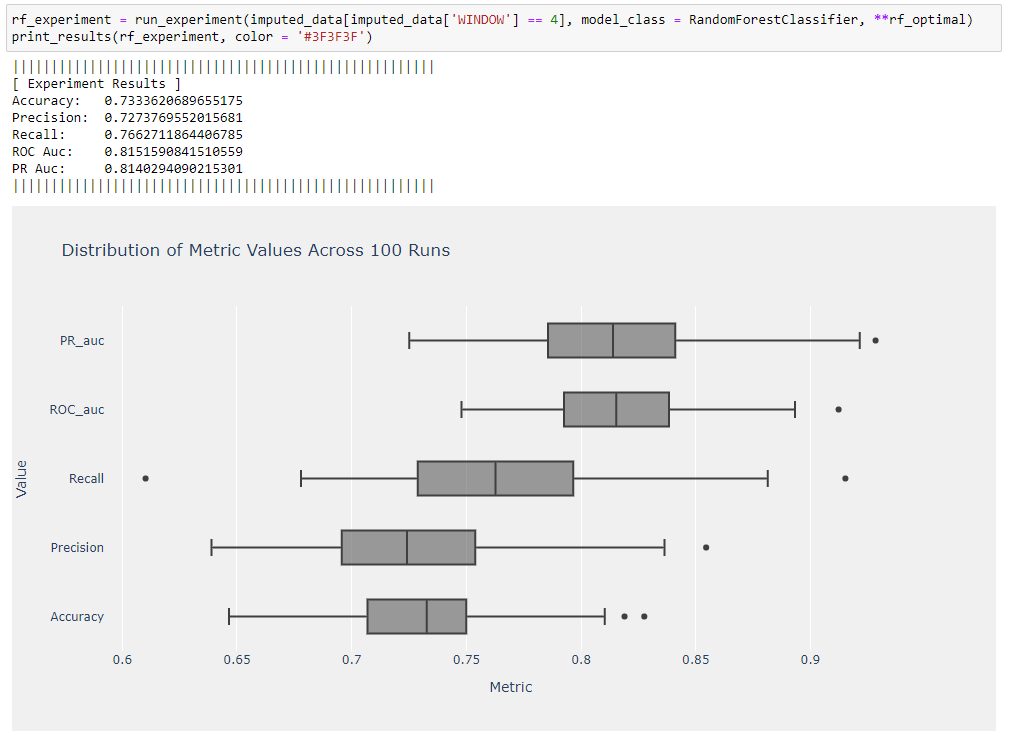 rf_experiment = run_experiment(imputed_data[imputed_data['WINDOW'] == 4], model_class = RandomForestClassifier, **rf_optimal)
print_results(rf_experiment, color = '#3F3F3F')
|||||||||||||||||||||||||||||||||||||||||||||||||||||||
[ Experiment Results ]
Accuracy:   0.7333620689655175
Precision:  0.7273769552015681
Recall:     0.7662711864406785
ROC Auc:    0.8151590841510559
PR Auc:     0.8140294090215301
|||||||||||||||||||||||||||||||||||||||||||||||||||||||
Distribution of Metric Values Across 100 Runs
PR_auc
ROC_auc
Recall
Precision
Accuracy
Value
0.6 0.65 0.7 0.75 0.8 0.85 0.9
Metric